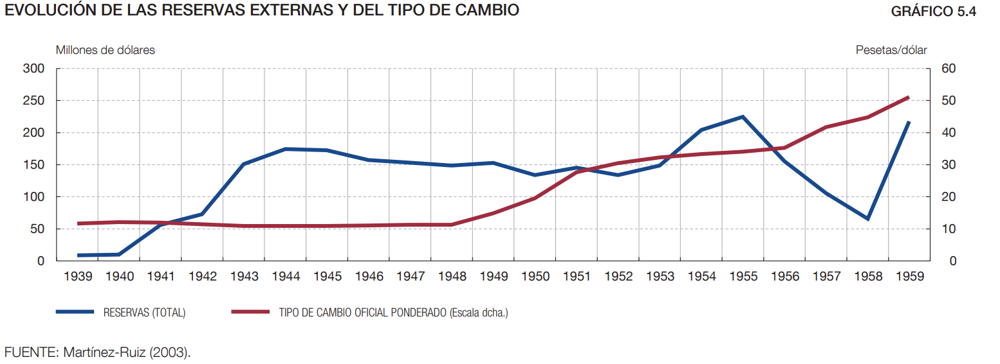 EVOLUCIÓN DE LAS RESERVAS EXTERNAS Y DEL TIPO DE CAMBIO GRÁFICO 5.4
Millones de dólares Pesetas/dólar
300 60
250 50
200 40
150 30
100 20
50 10
0 0
1939 1940 1941 1942 1943 1944 1945 1946 1947 1948 1949 1950 1951 1952 1953 1954 1955 1956 1957 1958 1959
RESERVAS (TOTAL) TIPO DE CAMBIO OFICIAL PONDERADO (Escala dcha.)
FUENTE: Martínez-Ruiz (2003).